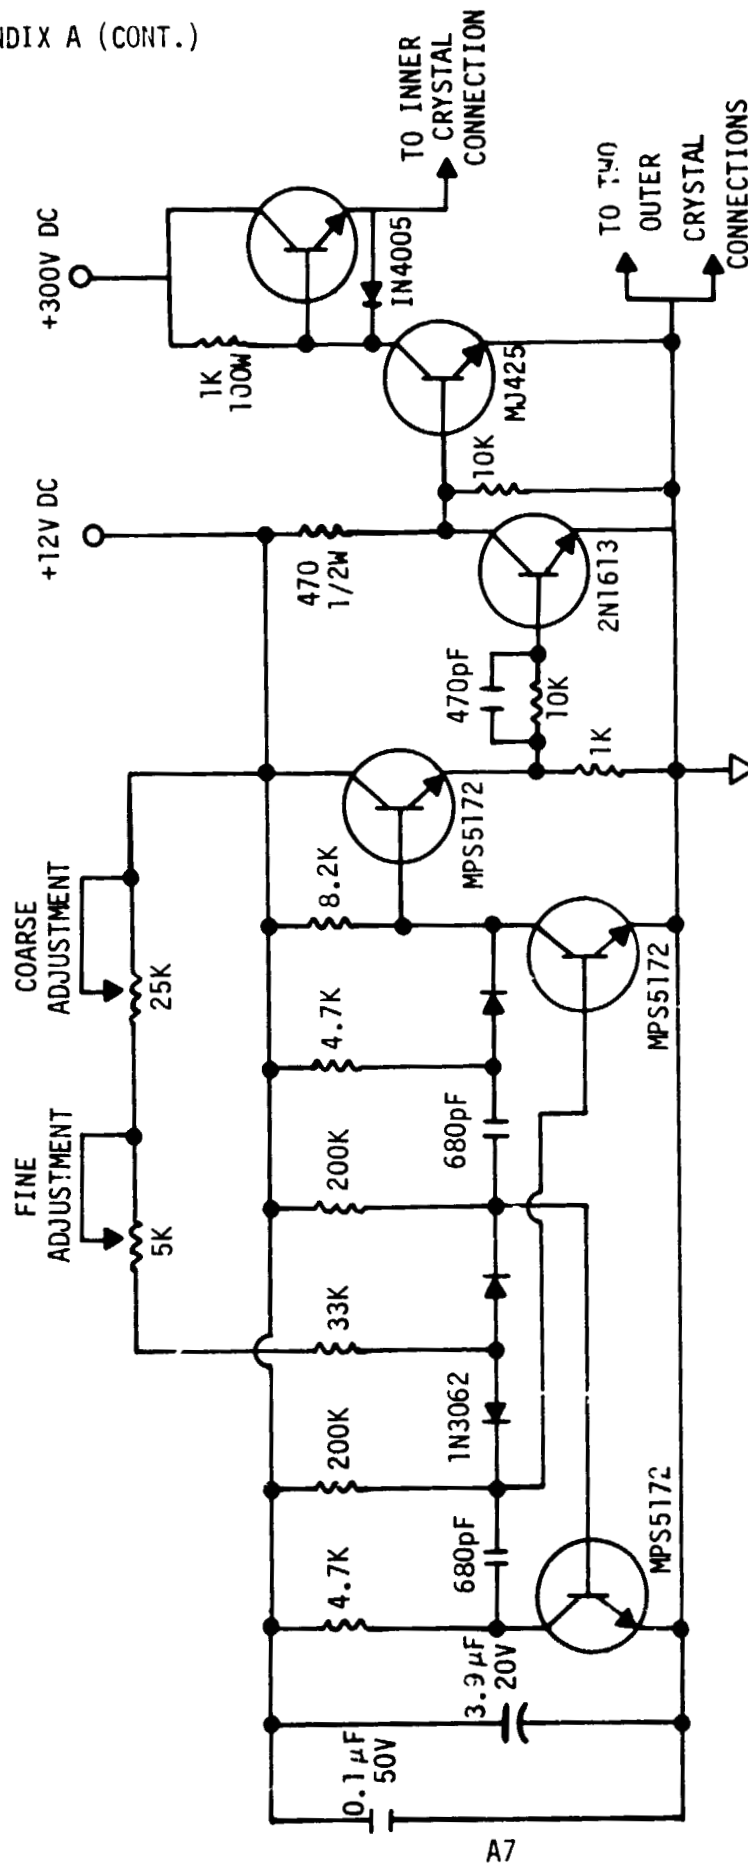 NDIX A (CONT.)
+300V DC
1K
100W
IN4005
TO INNER
CRYSTAL
CONNECTION
MJ425
TO TWO
OUTER
CRYSTAL
CONNECTIONS
+12V DC
470
1/2W
10K
2N1613
470pF
10K
1K
MPS5172
8.2K
COARSE
ADJUSTMENT
25K
4.7K
MPS5172
680pF
FINE
ADJUSTMENT
5K
200K
33K
1N3062
200K
680pF
4.7K
MPS5172
3.9µF
20V
0.1µF
50V
A7